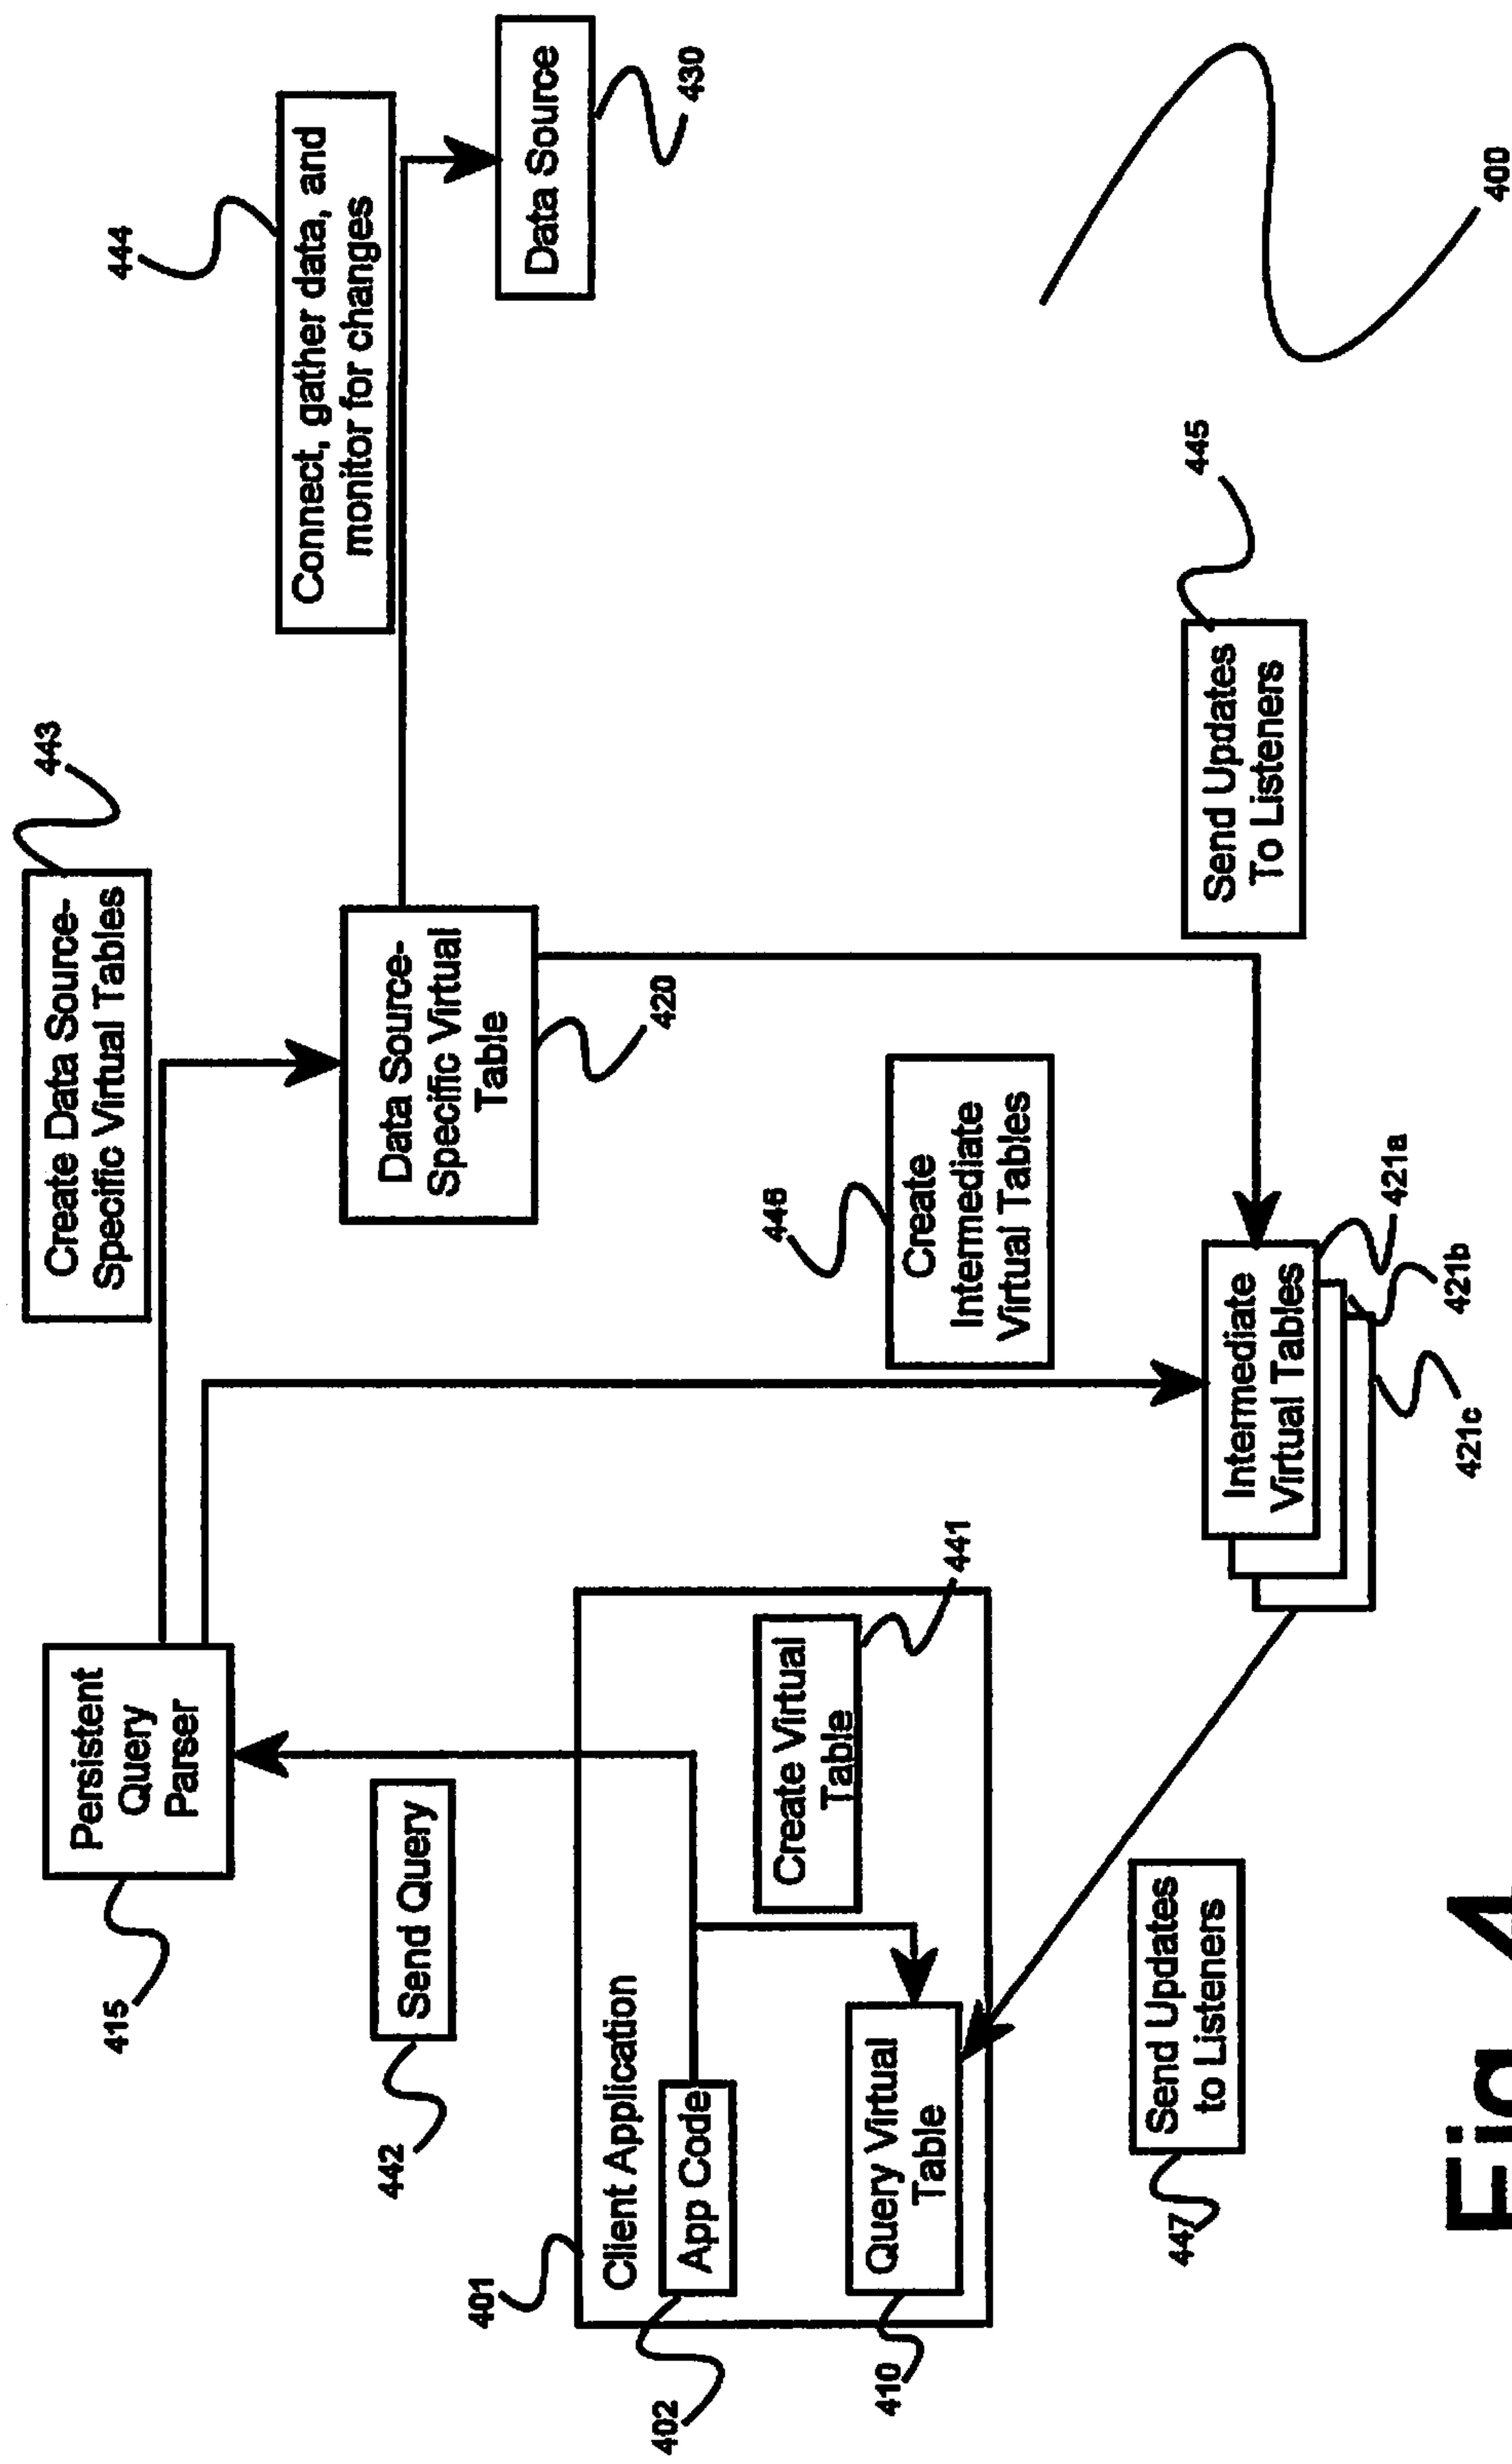 443
Create Data Source-
Specific Virtual Tables
Persistent
Query
Parser
415
444
Connect, gather data, and
monitor for changes
442
Send Query
Data Source-
Specific Virtual
Table
420
Data Source
430
401
Client Application
402
App Code
Create Virtual
Table
441
410
Query Virtual
Table
446
Create
Intermediate
Virtual Tables
447
Send Updates
to Listeners
Intermediate
Virtual Tables
421a
421b
421c
445
Send Updates
To Listeners
400
Fig. 4